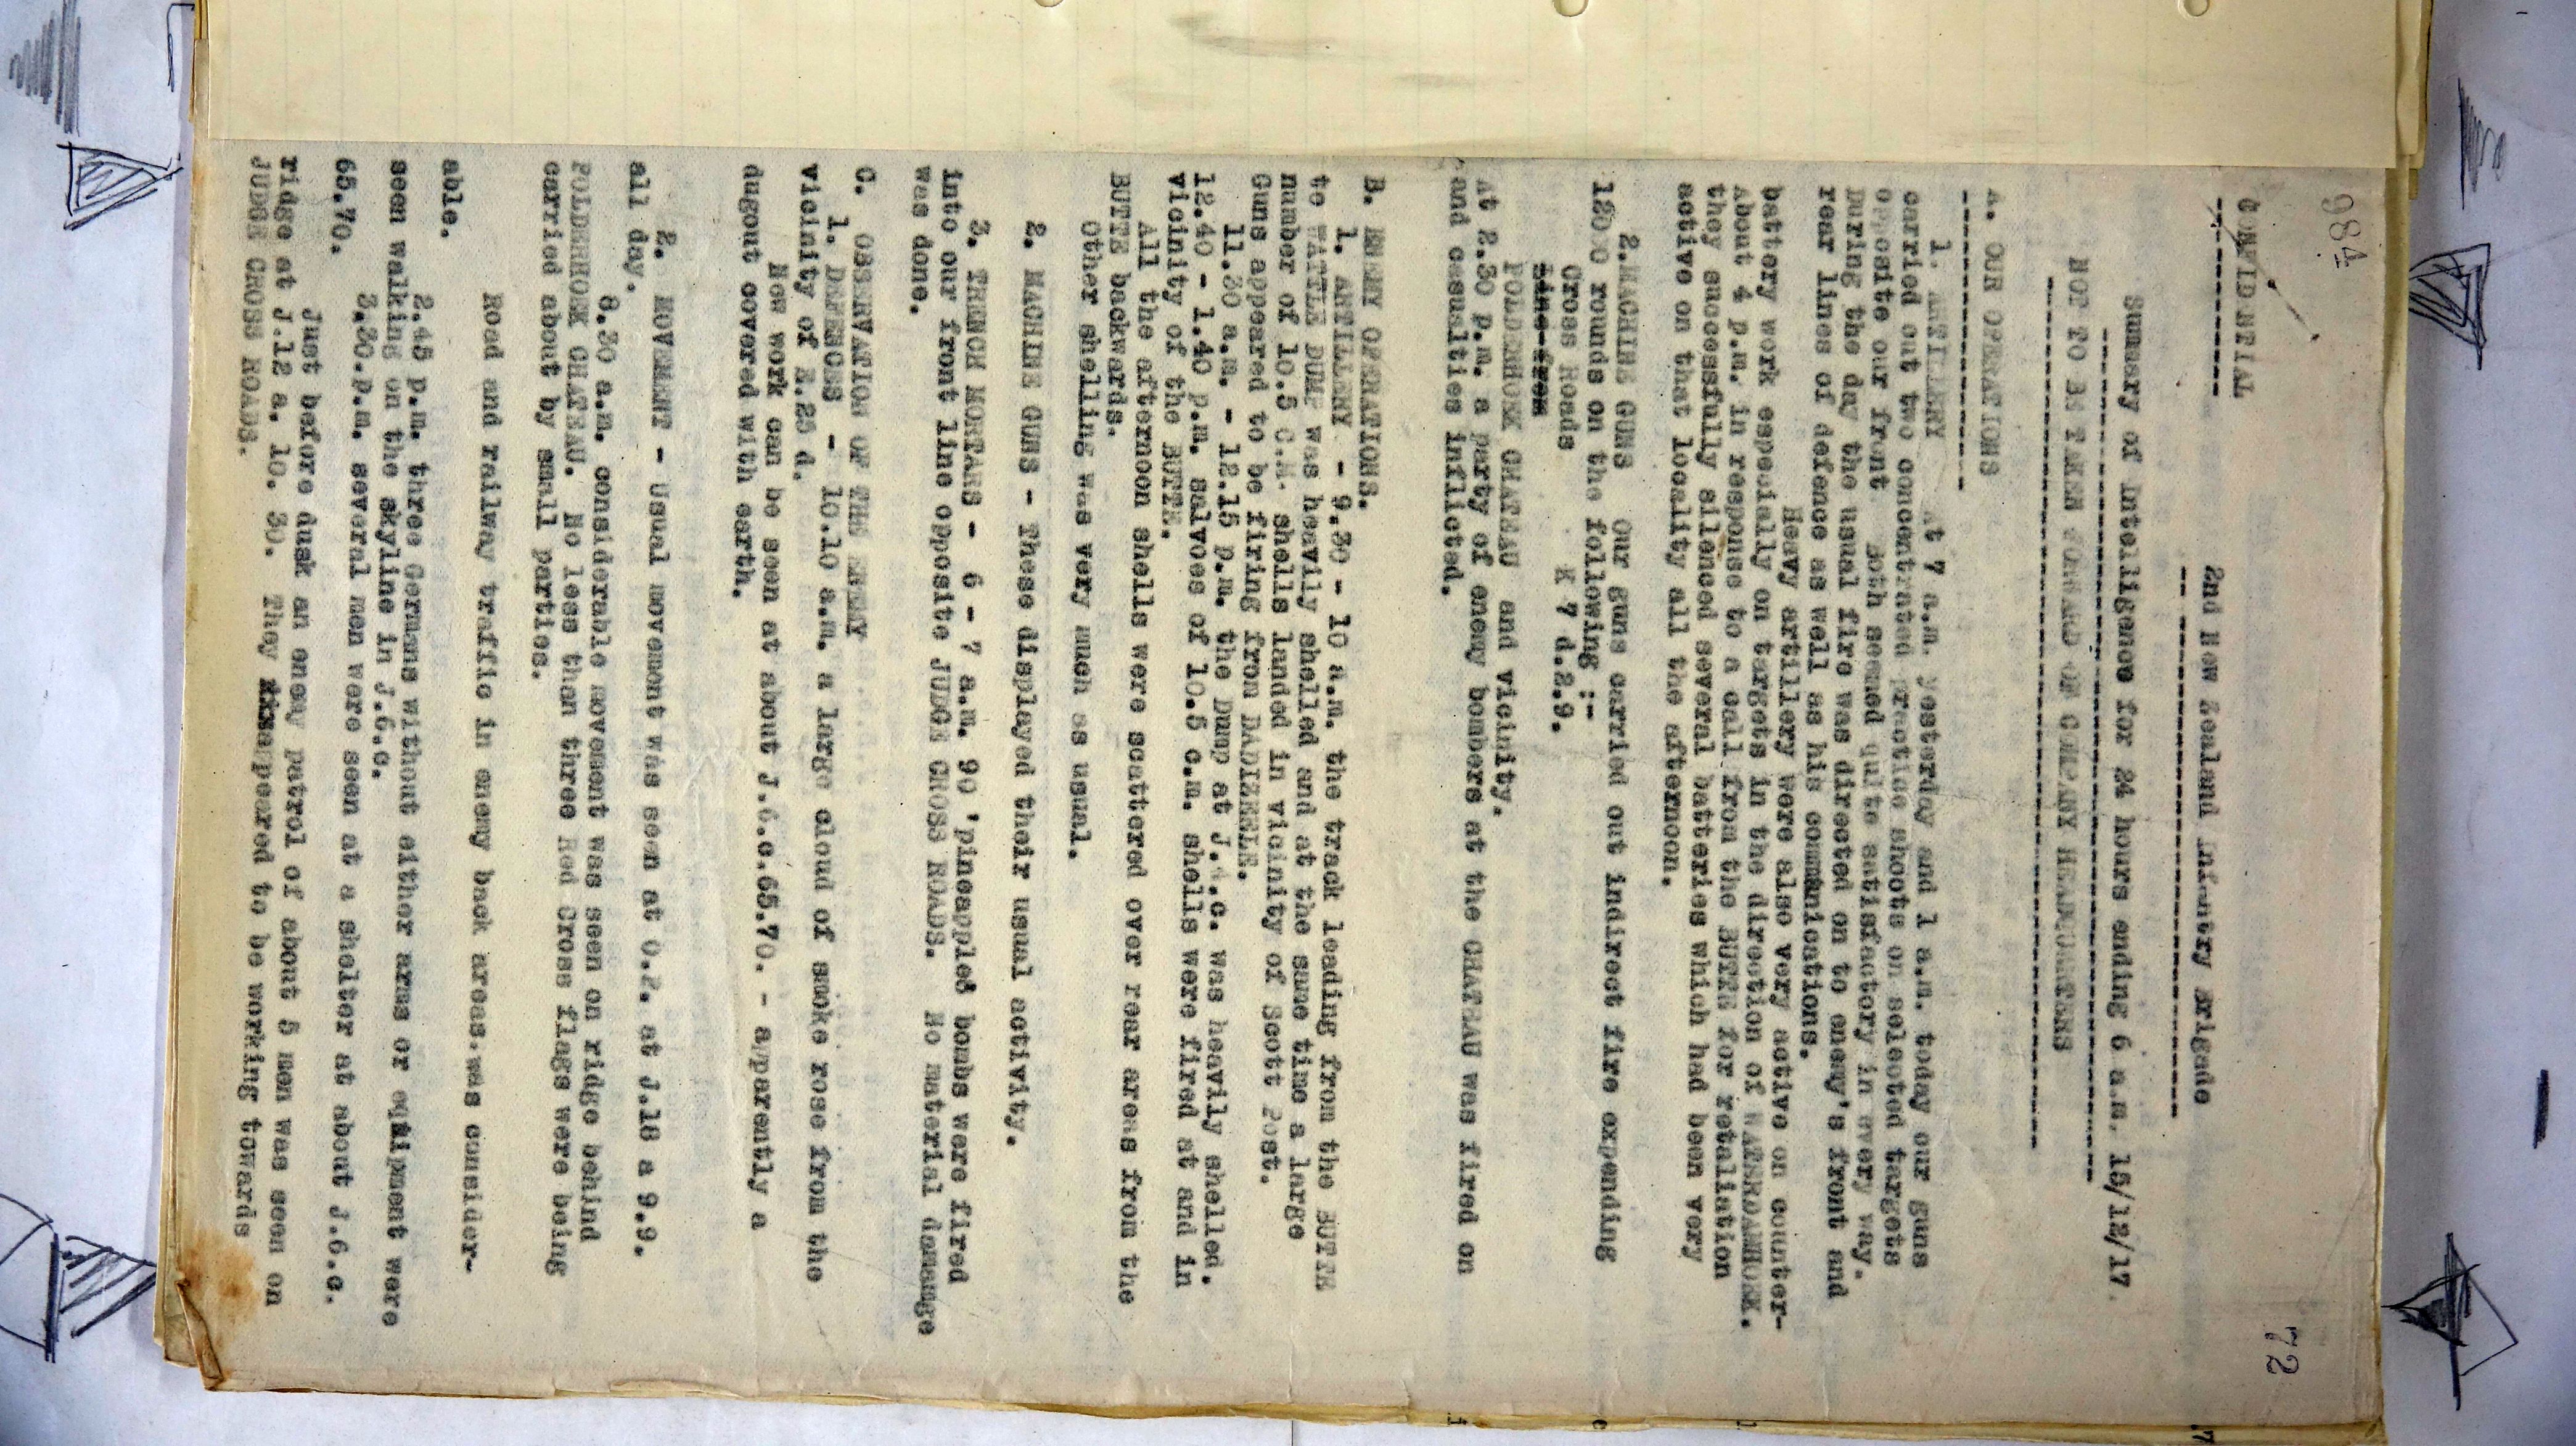 984
72
CONFIDENTIAL
2nd New Zealand Infantry Brigade
Summary of Intelligence for 24 hours ending 6 a.m. 15/12/17.
NOT TO BE TAKEN FORWARD OF COMPANY HEADQUARTERS
A. OUR OPERATIONS
1. ARTILLERY At 7 a.m. yesterday and 1 a.m. today our guns
carried out two concentrated practice shoots on selected targets
opposite our front Both seemed quite satisfactory in every way.
During the day the usual fire was directed on to enemy's front and
rear lines of defence as well as his communications.
Heavy artillery were also very active on counter-
battery work especially on targets in the direction of WATERDAMHOEK.
About 4 p.m. in response to a call from the BUTTE for retaliation
they successfully silenced several batteries which had been very
active on that locality all the afternoon.
2.MACHINE GUNS Our guns carried out indirect fire expending
12000 rounds on the following :-
Cross Roads K 7 d.2.9.
Line from
POLDERHOEK CHATEAU and vicinity.
At 2.30 p.m. a party of enemy bombers at the CHATEAU was fired on
and casualties inflicted.
B. ENEMY OPERATIONS.
1. ARTILLERY - 9.30 - 10 a.m. the track leading from the BUTTE
to WATTLE DUMP was heavily shelled and at the same time a large
number of 10.5 C.M. shells landed in vicinity of Scott Post.
Guns appeared to be firing from DADIZEELE.
11.30 a.m. - 12.15 p.m. the Dump at J. .c. was heavily shelled.
12.40 - 1.40 p.m. salvoes of 10.5 c.m. shells were fired at and in
vicinity of the BUTTE.
All the afternoon shells were scattered over rear areas from the
BUTTE backwards.
Other shelling was very much as usual.
2. MACHINE GUNS - These displayed their usual activity.
3. TRENCH MORTARS - 6 - 7 a.m. 90 'pineapple' bombs were fired
into our front line opposite JUDGE CROSS ROADS. No material damange
was done.
C. OBSERVATION OF THE ENEMY
1. DEFENCES - 10.10 a.m. a large cloud of smoke rose from the
vicinity of E.25 d.
New work can be seen at about J.6.c.65.70. - apparently a
dugout covered with earth.
2. MOVEMENT - Usual movement was seen at O.P. at J.18 a 9.9.
all day.
8.30 a.m. considerable movement was seen on ridge behind
POLDERHOEK CHATEAU. No less than three Red Cross flags were being
carried about by small parties.
Road and railway traffic in enemy back areas.was consider-
able.
2.45 p.m. three Germans without either arms or equipment were
seen walking on the skyline in J.6.c.
3.30.p.m. several men were seen at a shelter at about J.6.c.
65.70.
Just before dusk an enemy patrol of about 5 men was seen on
ridge at J.12 a. 10. 30. They appeared to be working towards
JUDGE CROSS ROADS.